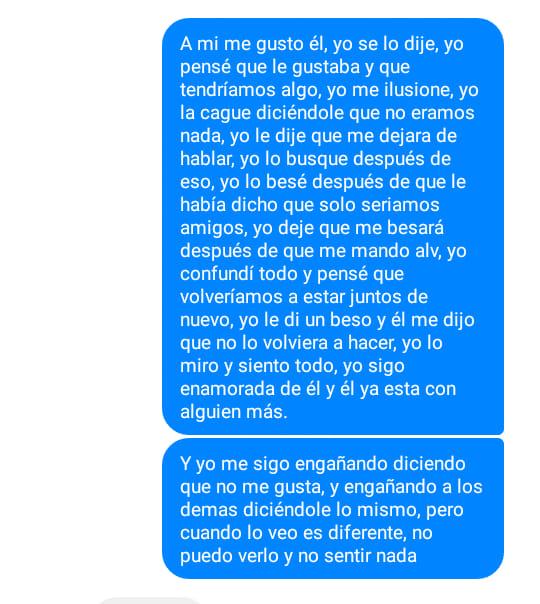 A mi me gusto él, yo se lo dije, yo
pensé que le gustaba y que
tendríamos algo, yo me ilusione, yo
la cague diciéndole que no eramos
nada, yo le dije que me dejara de
hablar, yo lo busque después de
eso, yo lo besé después de que le
había dicho que solo seriamos
amigos, yo deje que me besará
después de que me mando alv, yo
confundí todo y pensé que
volveríamos a estar juntos de
nuevo, yo le di un beso y él me dijo
que no lo volviera a hacer, yo lo
miro y siento todo, yo sigo
enamorada de él y él ya esta con
alguien más.
Y yo me sigo engañando diciendo
que no me gusta, y engañando a los
demas diciéndole lo mismo, pero
cuando lo veo es diferente, no
puedo verlo y no sentir nada